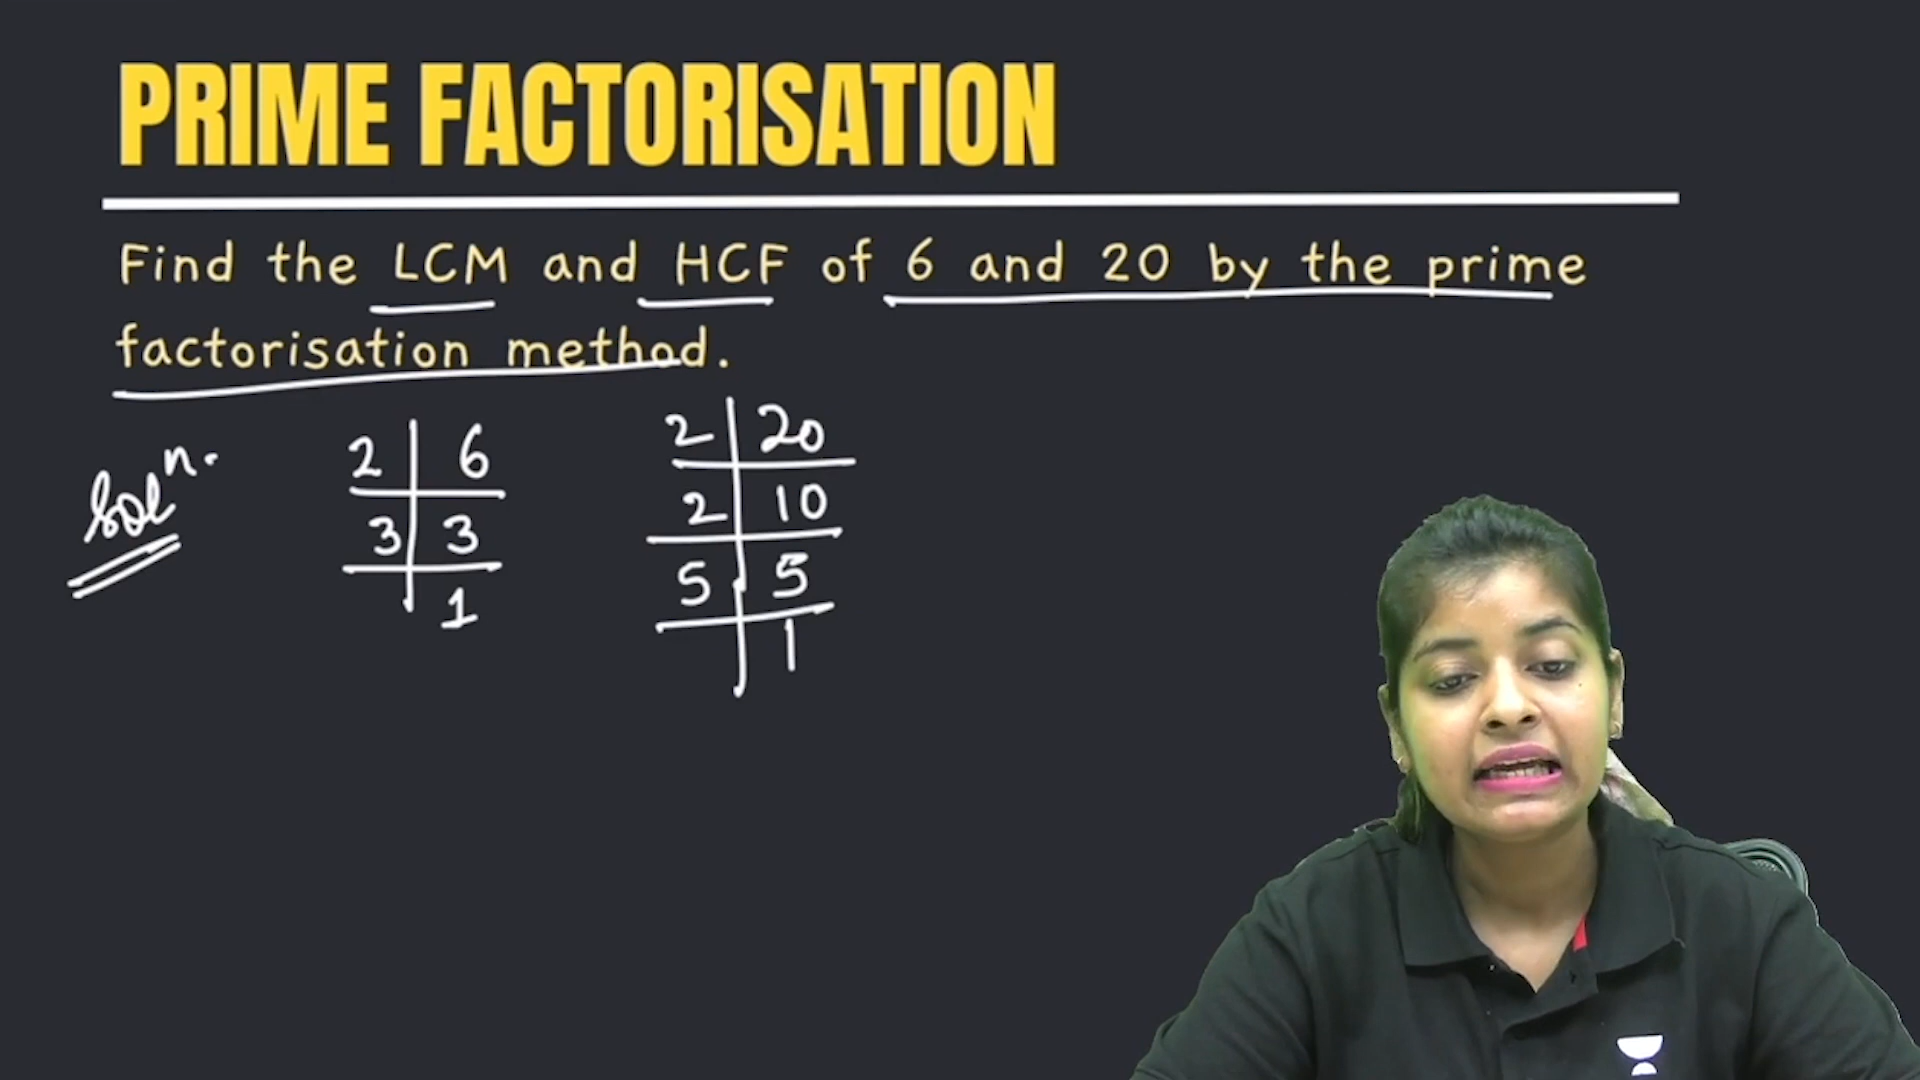 PRIME FACTORISATION
Find the LCM and HCF of 6 and 20 by the prime
factorisation method.
Solⁿ.
2 | 6
3 | 3
1
2 | 20
2 | 10
5 | 5
1